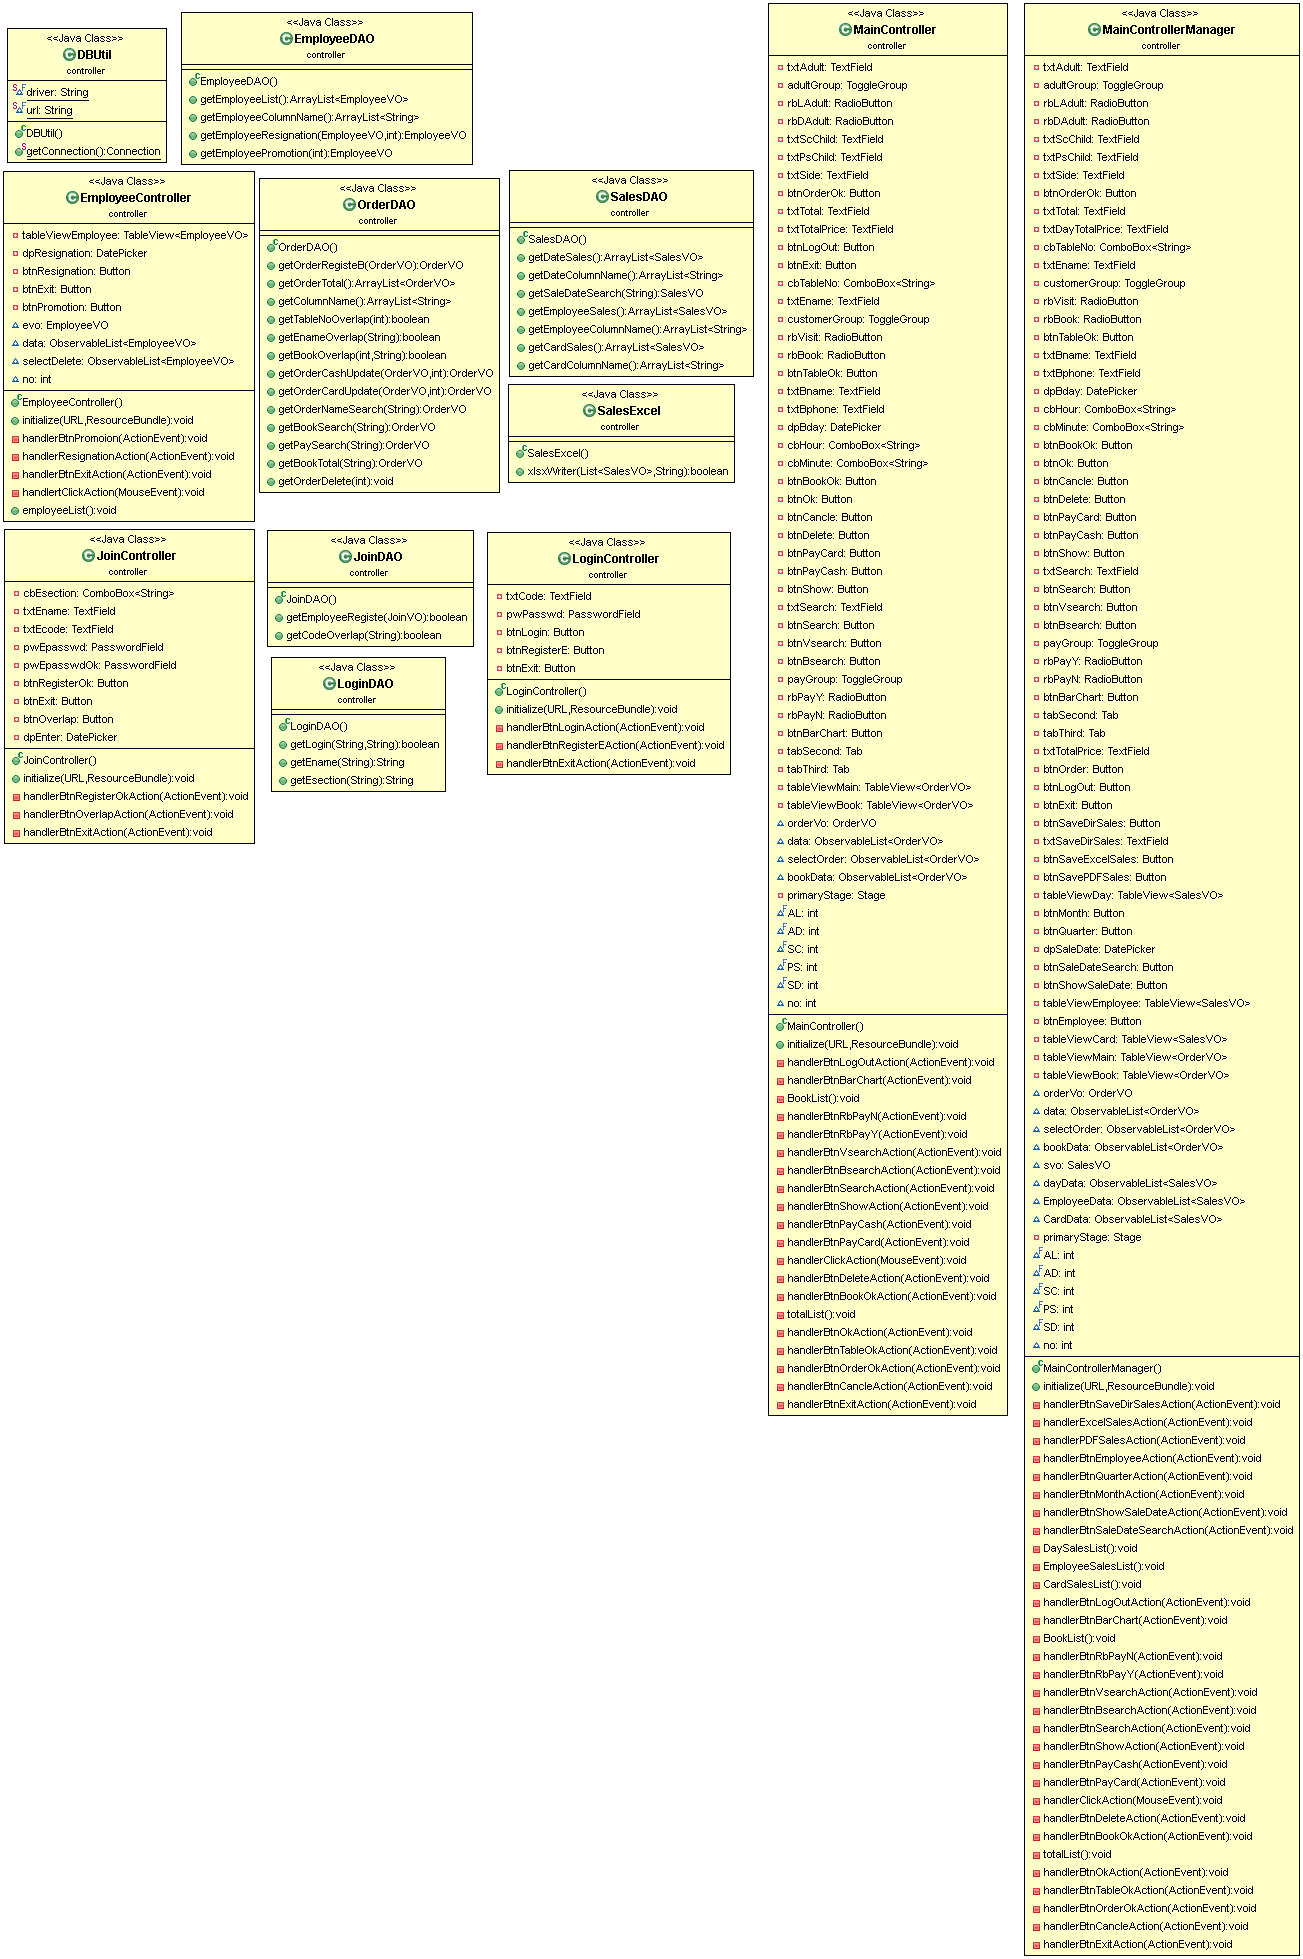 <<Java Class>>
DBUtil
controller
driver: String
url: String
DBUtil()
getConnection():Connection
<<Java Class>>
EmployeeDAO
controller
EmployeeDAO()
getEmployeeList():ArrayList<EmployeeVO>
getEmployeeColumnName():ArrayList<String>
getEmployeeResignation(EmployeeVO,int):EmployeeVO
getEmployeePromotion(int):EmployeeVO
<<Java Class>>
EmployeeController
controller
tableViewEmployee: TableView<EmployeeVO>
dpResignation: DatePicker
btnResignation: Button
btnExit: Button
btnPromotion: Button
evo: EmployeeVO
data: ObservableList<EmployeeVO>
selectDelete: ObservableList<EmployeeVO>
no: int
EmployeeController()
initialize(URL,ResourceBundle):void
handlerBtnPromoion(ActionEvent):void
handlerResignationAction(ActionEvent):void
handlerBtnExitAction(ActionEvent):void
handlertClickAction(MouseEvent):void
employeeList():void
<<Java Class>>
OrderDAO
controller
OrderDAO()
getOrderRegisteB(OrderVO):OrderVO
getOrderTotal():ArrayList<OrderVO>
getColumnName():ArrayList<String>
getTableNoOverlap(int):boolean
getEnameOverlap(String):boolean
getBookOverlap(int,String):boolean
getOrderCashUpdate(OrderVO,int):OrderVO
getOrderCardUpdate(OrderVO,int):OrderVO
getOrderNameSearch(String):OrderVO
getBookSearch(String):OrderVO
getPaySearch(String):OrderVO
getBookTotal(String):OrderVO
getOrderDelete(int):void
<<Java Class>>
SalesDAO
controller
SalesDAO()
getDateSales():ArrayList<SalesVO>
getDateColumnName():ArrayList<String>
getSaleDateSearch(String):SalesVO
getEmployeeSales():ArrayList<SalesVO>
getEmployeeColumnName():ArrayList<String>
getCardSales():ArrayList<SalesVO>
getCardColumnName():ArrayList<String>
<<Java Class>>
SalesExcel
controller
SalesExcel()
xlsxWriter(List<SalesVO>,String):boolean
<<Java Class>>
JoinController
controller
cbEsection: ComboBox<String>
txtEname: TextField
txtEcode: TextField
pwEpasswd: PasswordField
pwEpasswdOk: PasswordField
btnRegisterOk: Button
btnExit: Button
btnOverlap: Button
dpEnter: DatePicker
JoinController()
initialize(URL,ResourceBundle):void
handlerBtnRegisterOkAction(ActionEvent):void
handlerBtnOverlapAction(ActionEvent):void
handlerBtnExitAction(ActionEvent):void
<<Java Class>>
JoinDAO
controller
JoinDAO()
getEmployeeRegiste(JoinVO):boolean
getCodeOverlap(String):boolean
<<Java Class>>
LoginDAO
controller
LoginDAO()
getLogin(String,String):boolean
getEname(String):String
getEsection(String):String
<<Java Class>>
LoginController
controller
txtCode: TextField
pwPasswd: PasswordField
btnLogin: Button
btnRegisterE: Button
btnExit: Button
LoginController()
initialize(URL,ResourceBundle):void
handlerBtnLoginAction(ActionEvent):void
handlerBtnRegisterEAction(ActionEvent):void
handlerBtnExitAction(ActionEvent):void
<<Java Class>>
MainController
controller
txtAdult: TextField
adultGroup: ToggleGroup
rbLAdult: RadioButton
rbDAdult: RadioButton
txtScChild: TextField
txtPsChild: TextField
txtSide: TextField
btnOrderOk: Button
txtTotal: TextField
txtTotalPrice: TextField
btnLogOut: Button
btnExit: Button
cbTableNo: ComboBox<String>
txtEname: TextField
customerGroup: ToggleGroup
rbVisit: RadioButton
rbBook: RadioButton
btnTableOk: Button
txtBname: TextField
txtBphone: TextField
dpBday: DatePicker
cbHour: ComboBox<String>
cbMinute: ComboBox<String>
btnBookOk: Button
btnOk: Button
btnCancle: Button
btnDelete: Button
btnPayCard: Button
btnPayCash: Button
btnShow: Button
txtSearch: TextField
btnSearch: Button
btnVsearch: Button
btnBsearch: Button
payGroup: ToggleGroup
rbPayY: RadioButton
rbPayN: RadioButton
btnBarChart: Button
tabSecond: Tab
tabThird: Tab
tableViewMain: TableView<OrderVO>
tableViewBook: TableView<OrderVO>
orderVo: OrderVO
data: ObservableList<OrderVO>
selectOrder: ObservableList<OrderVO>
bookData: ObservableList<OrderVO>
primaryStage: Stage
AL: int
AD: int
SC: int
PS: int
SD: int
no: int
MainController()
initialize(URL,ResourceBundle):void
handlerBtnLogOutAction(ActionEvent):void
handlerBtnBarChart(ActionEvent):void
BookList():void
handlerBtnRbPayN(ActionEvent):void
handlerBtnRbPayY(ActionEvent):void
handlerBtnVsearchAction(ActionEvent):void
handlerBtnBsearchAction(ActionEvent):void
handlerBtnSearchAction(ActionEvent):void
handlerBtnShowAction(ActionEvent):void
handlerBtnPayCash(ActionEvent):void
handlerBtnPayCard(ActionEvent):void
handlerClickAction(MouseEvent):void
handlerBtnDeleteAction(ActionEvent):void
handlerBtnBookOkAction(ActionEvent):void
totalList():void
handlerBtnOkAction(ActionEvent):void
handlerBtnTableOkAction(ActionEvent):void
handlerBtnOrderOkAction(ActionEvent):void
handlerBtnCancleAction(ActionEvent):void
handlerBtnExitAction(ActionEvent):void
<<Java Class>>
MainControllerManager
controller
txtAdult: TextField
adultGroup: ToggleGroup
rbLAdult: RadioButton
rbDAdult: RadioButton
txtScChild: TextField
txtPsChild: TextField
txtSide: TextField
btnOrderOk: Button
txtTotal: TextField
txtDayTotalPrice: TextField
cbTableNo: ComboBox<String>
txtEname: TextField
customerGroup: ToggleGroup
rbVisit: RadioButton
rbBook: RadioButton
btnTableOk: Button
txtBname: TextField
txtBphone: TextField
dpBday: DatePicker
cbHour: ComboBox<String>
cbMinute: ComboBox<String>
btnBookOk: Button
btnOk: Button
btnCancle: Button
btnDelete: Button
btnPayCard: Button
btnPayCash: Button
btnShow: Button
txtSearch: TextField
btnSearch: Button
btnVsearch: Button
btnBsearch: Button
payGroup: ToggleGroup
rbPayY: RadioButton
rbPayN: RadioButton
btnBarChart: Button
tabSecond: Tab
tabThird: Tab
txtTotalPrice: TextField
btnOrder: Button
btnLogOut: Button
btnExit: Button
btnSaveDirSales: Button
txtSaveDirSales: TextField
btnSaveExcelSales: Button
btnSavePDFSales: Button
tableViewDay: TableView<SalesVO>
btnMonth: Button
btnQuarter: Button
dpSaleDate: DatePicker
btnSaleDateSearch: Button
btnShowSaleDate: Button
tableViewEmployee: TableView<SalesVO>
btnEmployee: Button
tableViewCard: TableView<SalesVO>
tableViewMain: TableView<OrderVO>
tableViewBook: TableView<OrderVO>
orderVo: OrderVO
data: ObservableList<OrderVO>
selectOrder: ObservableList<OrderVO>
bookData: ObservableList<OrderVO>
svo: SalesVO
dayData: ObservableList<SalesVO>
EmployeeData: ObservableList<SalesVO>
CardData: ObservableList<SalesVO>
primaryStage: Stage
AL: int
AD: int
SC: int
PS: int
SD: int
no: int
MainControllerManager()
initialize(URL,ResourceBundle):void
handlerBtnSaveDirSalesAction(ActionEvent):void
handlerExcelSalesAction(ActionEvent):void
handlerPDFSalesAction(ActionEvent):void
handlerBtnEmployeeAction(ActionEvent):void
handlerBtnQuarterAction(ActionEvent):void
handlerBtnMonthAction(ActionEvent):void
handlerBtnShowSaleDateAction(ActionEvent):void
handlerBtnSaleDateSearchAction(ActionEvent):void
DaySalesList():void
EmployeeSalesList():void
CardSalesList():void
handlerBtnLogOutAction(ActionEvent):void
handlerBtnBarChart(ActionEvent):void
BookList():void
handlerBtnRbPayN(ActionEvent):void
handlerBtnRbPayY(ActionEvent):void
handlerBtnVsearchAction(ActionEvent):void
handlerBtnBsearchAction(ActionEvent):void
handlerBtnSearchAction(ActionEvent):void
handlerBtnShowAction(ActionEvent):void
handlerBtnPayCash(ActionEvent):void
handlerBtnPayCard(ActionEvent):void
handlerClickAction(MouseEvent):void
handlerBtnDeleteAction(ActionEvent):void
handlerBtnBookOkAction(ActionEvent):void
totalList():void
handlerBtnOkAction(ActionEvent):void
handlerBtnTableOkAction(ActionEvent):void
handlerBtnOrderOkAction(ActionEvent):void
handlerBtnCancleAction(ActionEvent):void
handlerBtnExitAction(ActionEvent):void